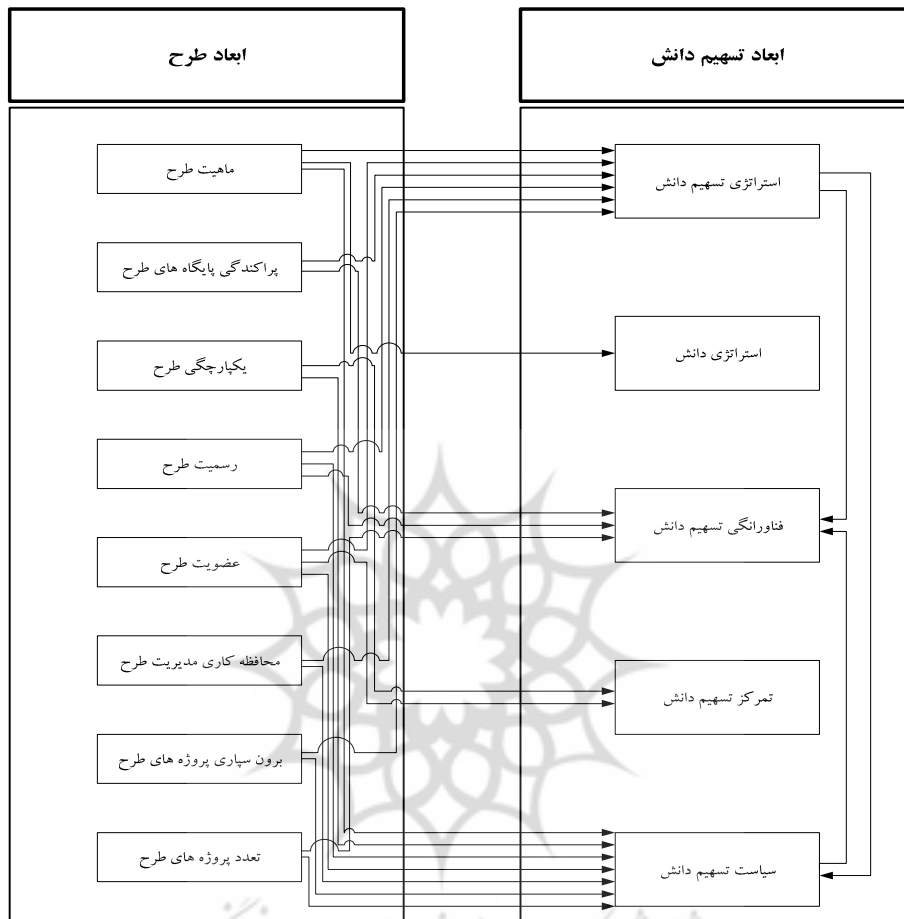 ابعاد تسهیم دانش
استراتژی تسهیم دانش
استراتژی دانش
فناورانگی تسهیم دانش
تمرکز تسهیم دانش
سیاست تسهیم دانش
ابعاد طرح
ماهیت طرح
پراکندگی پایگاه های طرح
یکپارچگی طرح
رسمیت طرح
عضویت طرح
محافظه کاری مدیریت طرح
برون سپاری پروژه های طرح
تعدد پروژه های طرح